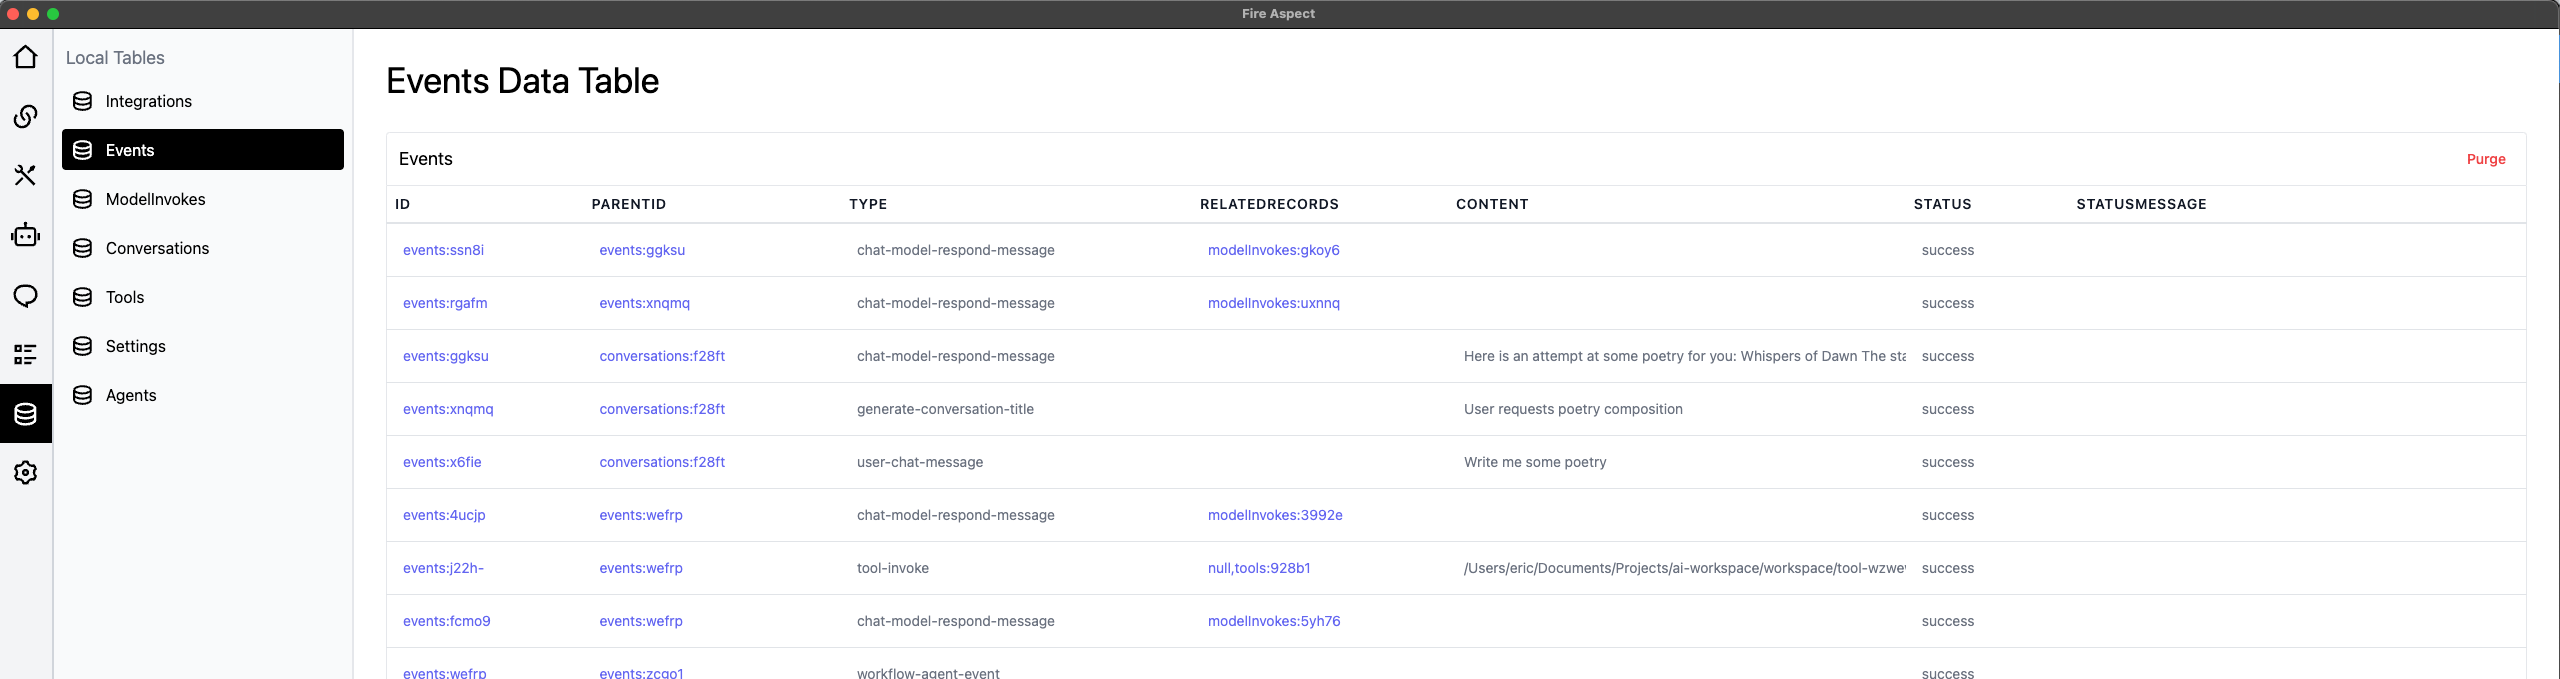 Fire Aspect
Local Tables
Integrations
Events
ModelInvokes
Conversations
Tools
Settings
Agents
Events Data Table
Events Purge
ID PARENTID TYPE RELATEDRECORDS CONTENT STATUS STATUSMESSAGE
events:ssn8i events:ggksu chat-model-respond-message modelInvokes:gkoy6 success
events:rgafm events:xnqmq chat-model-respond-message modelInvokes:uxnnq success
events:ggksu conversations:f28ft chat-model-respond-message Here is an attempt at some poetry for you: Whispers of Dawn The sta success
events:xnqmq conversations:f28ft generate-conversation-title User requests poetry composition success
events:x6fie conversations:f28ft user-chat-message Write me some poetry success
events:4ucjp events:wefrp chat-model-respond-message modelInvokes:3992e success
events:j22h- events:wefrp tool-invoke null,tools:928b1 /Users/eric/Documents/Projects/ai-workspace/workspace/tool-wzwe success
events:fcmo9 events:wefrp chat-model-respond-message modelInvokes:5yh76 success
events:wefrp workflow-agent-event success